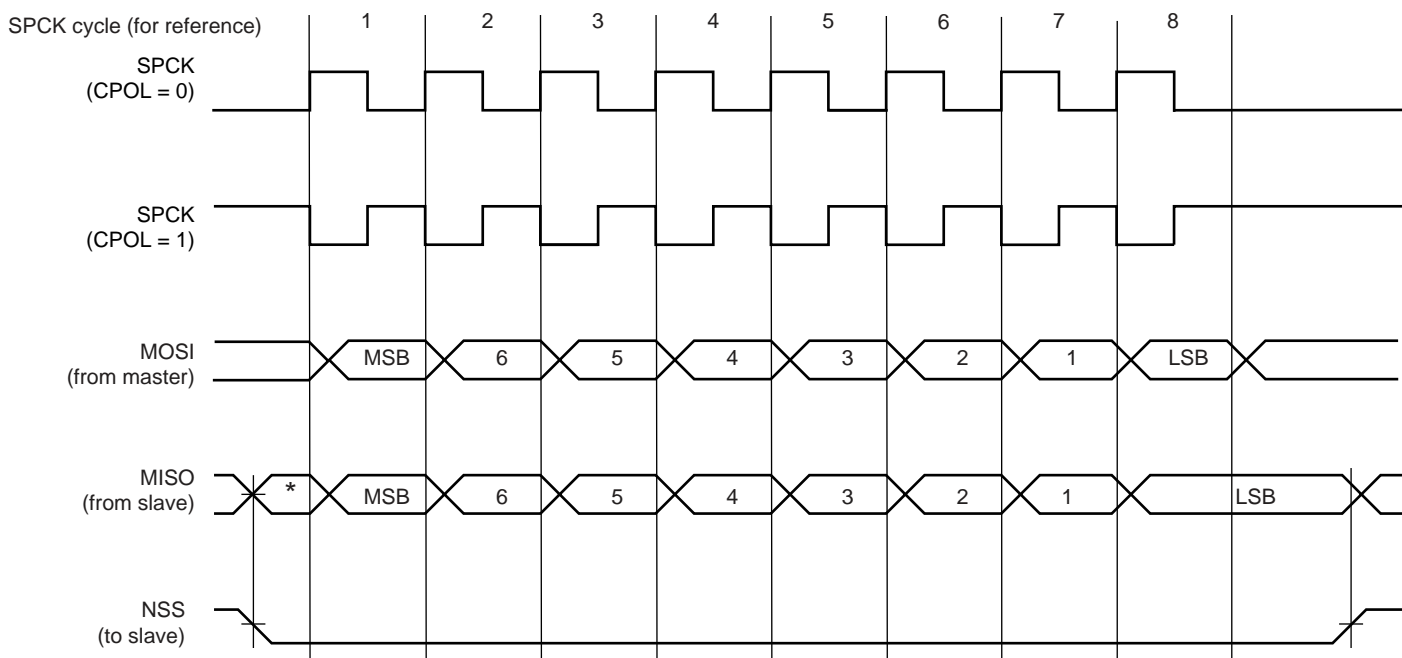 SPCK cycle (for reference) 1 2 3 4 5 6 7 8
SPCK
(CPOL = 0)
SPCK
(CPOL = 1)
MOSI
(from master)
MSB 6 5 4 3 2 1 LSB
MISO
(from slave)
* MSB 6 5 4 3 2 1 LSB
NSS
(to slave)